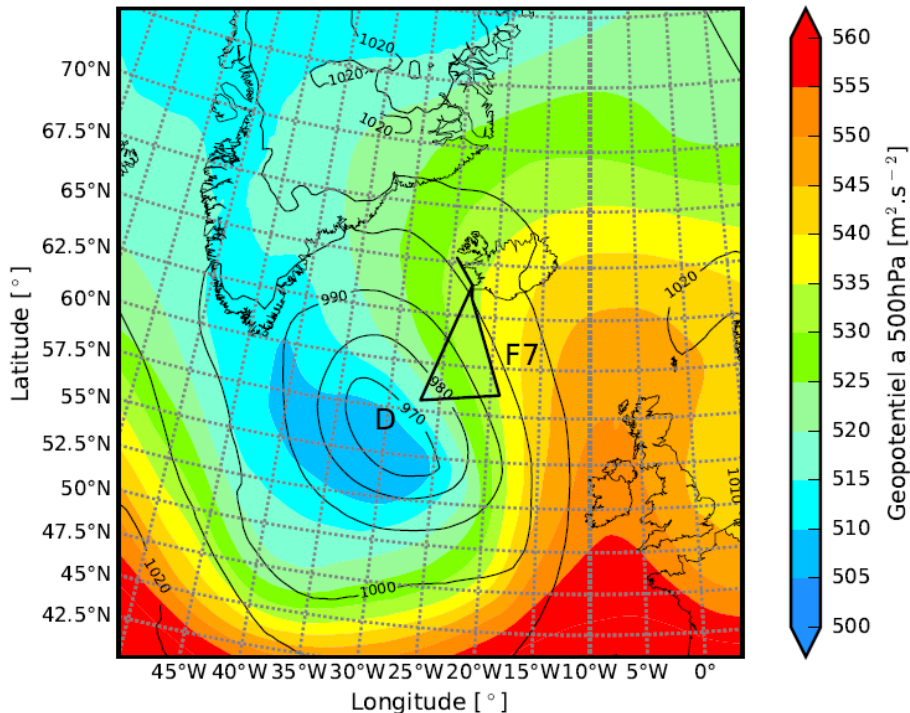 70°N
67.5°N
65°N
62.5°N
60°N
57.5°N
55°N
52.5°N
50°N
47.5°N
45°N
42.5°N
Latitude [°]
1020
1020
1020
990
980
970
1000
1020
1020
1010
D
F7
45°W 40°W 35°W 30°W 25°W 20°W 15°W 10°W 5°W 0°
Longitude [°]
560
555
550
545
540
535
530
525
520
515
510
505
500
Geopotentiel a 500hPa [m².s⁻²]